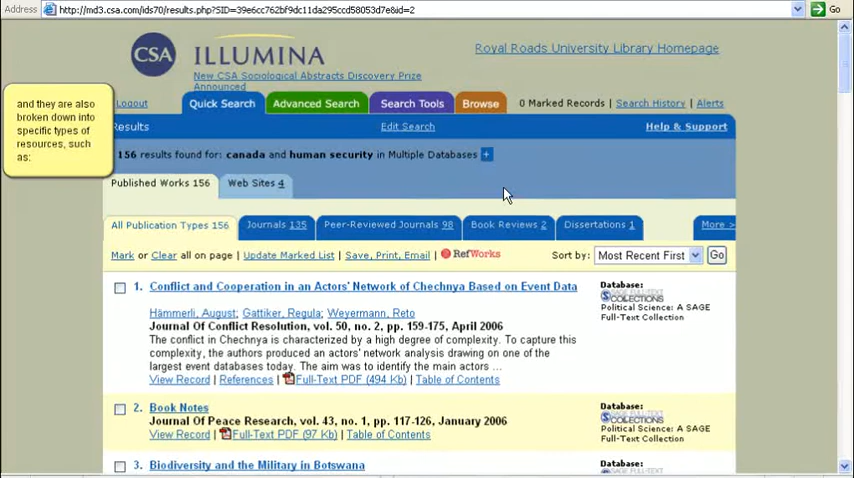 Address http://md3.csa.com/ids70/results.php?SID=39e6cc762bf9dc11da295ccd58053d7e&id=2 Go
CSA ILLUMINA
Royal Roads University Library Homepage
New CSA Sociological Abstracts Discovery Prize
Announced
and they are also
broken down into
specific types of
resources, such
as:
Logout Quick Search Advanced Search Search Tools Browse 0 Marked Records | Search History | Alerts
Results Edit Search Help & Support
156 results found for: canada and human security in Multiple Databases +
Published Works 156 Web Sites 4
All Publication Types 156 Journals 135 Peer-Reviewed Journals 98 Book Reviews 2 Dissertations 1 More >
Mark or Clear all on page | Update Marked List | Save, Print, Email | RefWorks Sort by: Most Recent First Go
1. Conflict and Cooperation in an Actors' Network of Chechnya Based on Event Data
Hämmerli, August; Gattiker, Regula; Weyermann, Reto
Journal Of Conflict Resolution, vol. 50, no. 2, pp. 159-175, April 2006
The conflict in Chechnya is characterized by a high degree of complexity. To capture this
complexity, the authors produced an actors' network analysis drawing on one of the
largest event databases today. The aim was to identify the main actors ...
View Record | References | Full-Text PDF (494 Kb) | Table of Contents
Database:
SAGE FULL-TEXT
COLLECTIONS
Political Science: A SAGE
Full-Text Collection
2. Book Notes
Journal Of Peace Research, vol. 43, no. 1, pp. 117-126, January 2006
View Record | Full-Text PDF (97 Kb) | Table of Contents
Database:
SAGE FULL-TEXT
COLLECTIONS
Political Science: A SAGE
Full-Text Collection
3. Biodiversity and the Military in Botswana
Database: